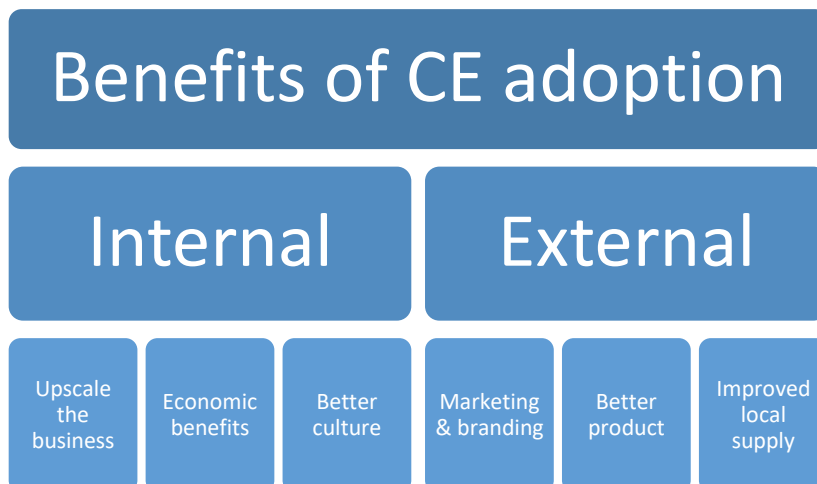 Benefits of CE adoption
Internal
External
Upscale
the
business
Economic
benefits
Better
culture
Marketing
& branding
Better
product
Improved
local
supply